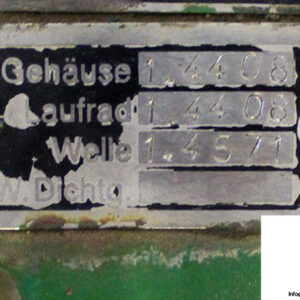 Gehäuse 1.4408
Laufrad 1.4408
Welle 1.4571
W. Dichtg.